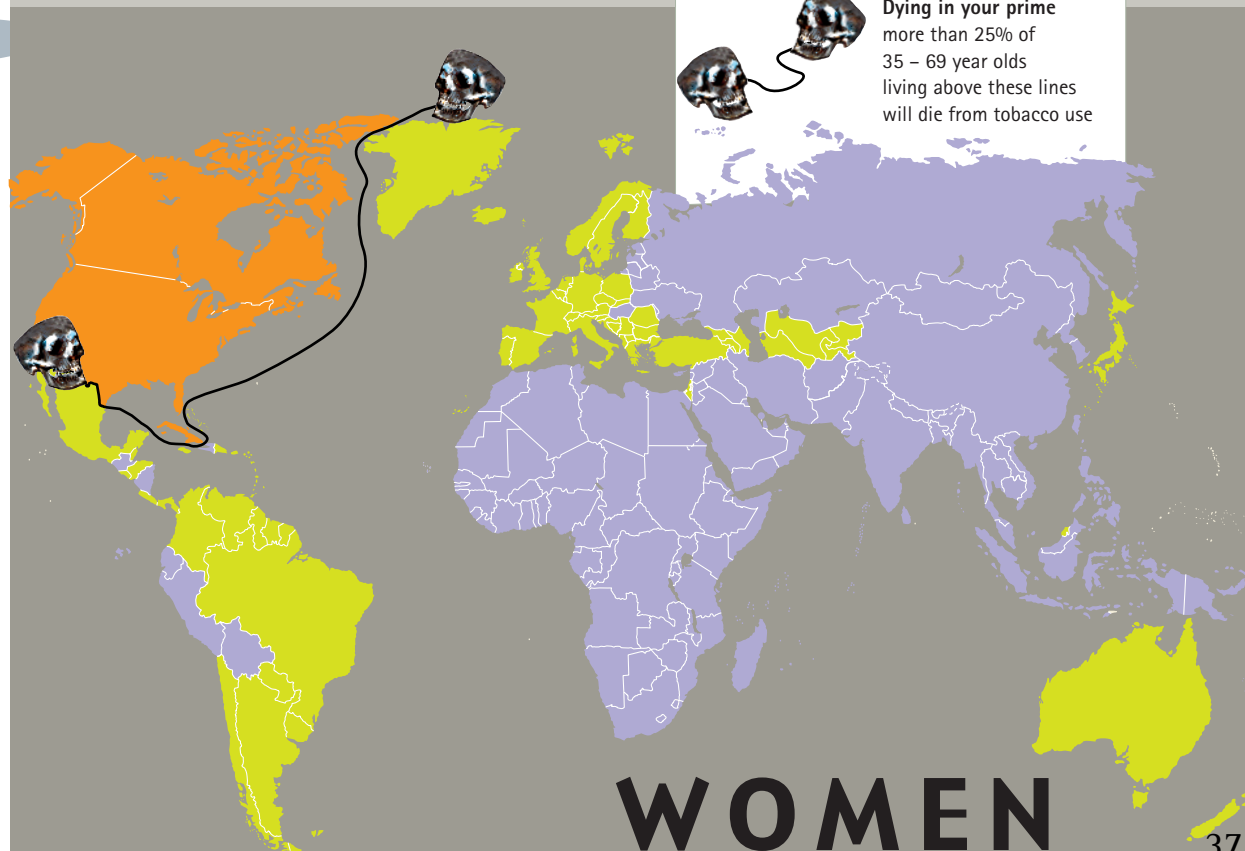 Dying in your prime
more than 25% of
35 – 69 year olds
living above these lines
will die from tobacco use
WOMEN
37